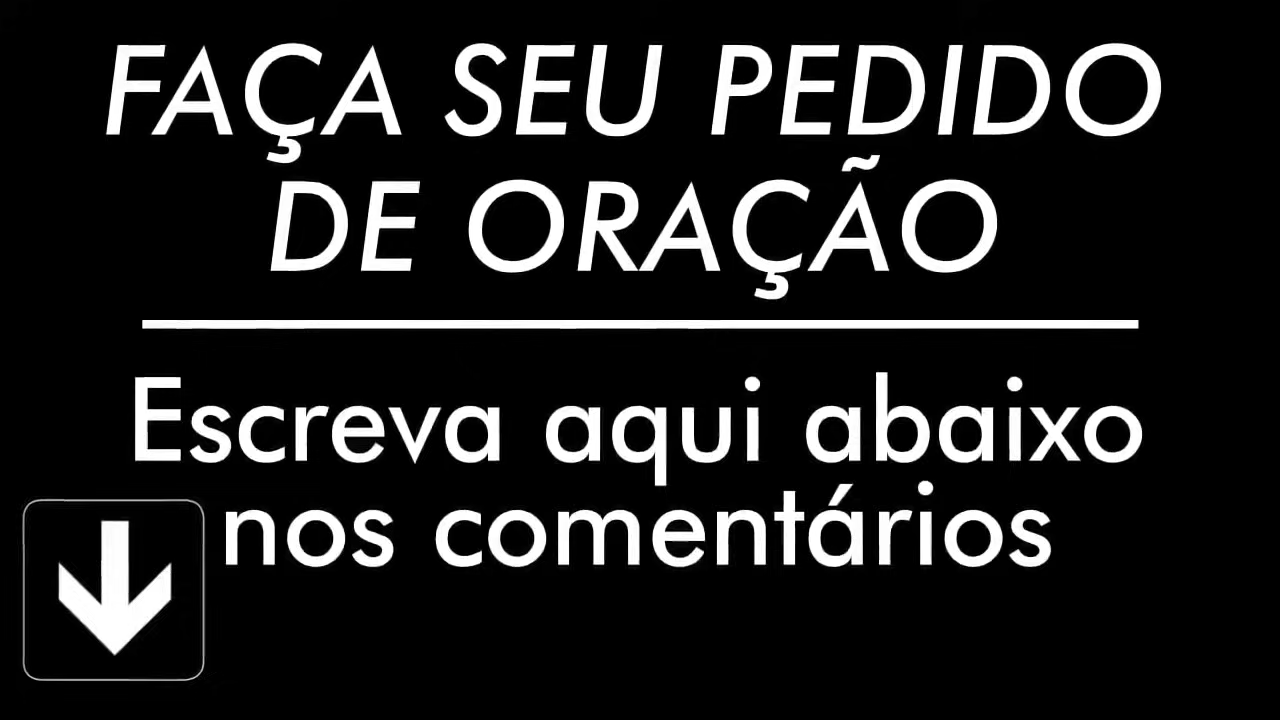 FAÇA SEU PEDIDO
DE ORAÇÃO
Escreva aqui abaixo
nos comentários